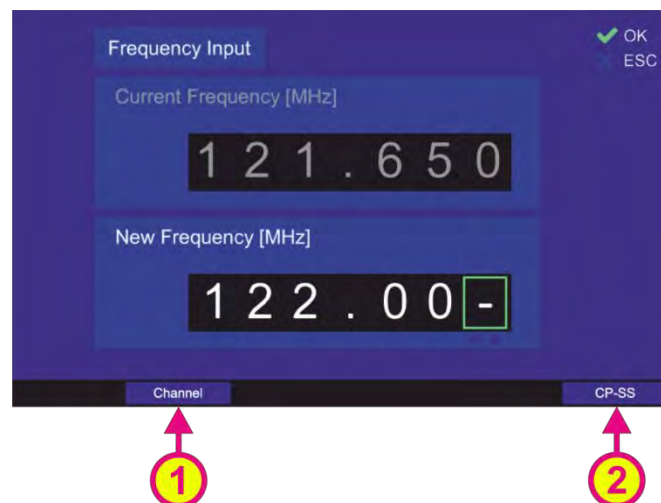 Frequency Input
OK
ESC
Current Frequency [MHz]
121.650
New Frequency [MHz]
122.00-
Channel
CP-SS
1
2